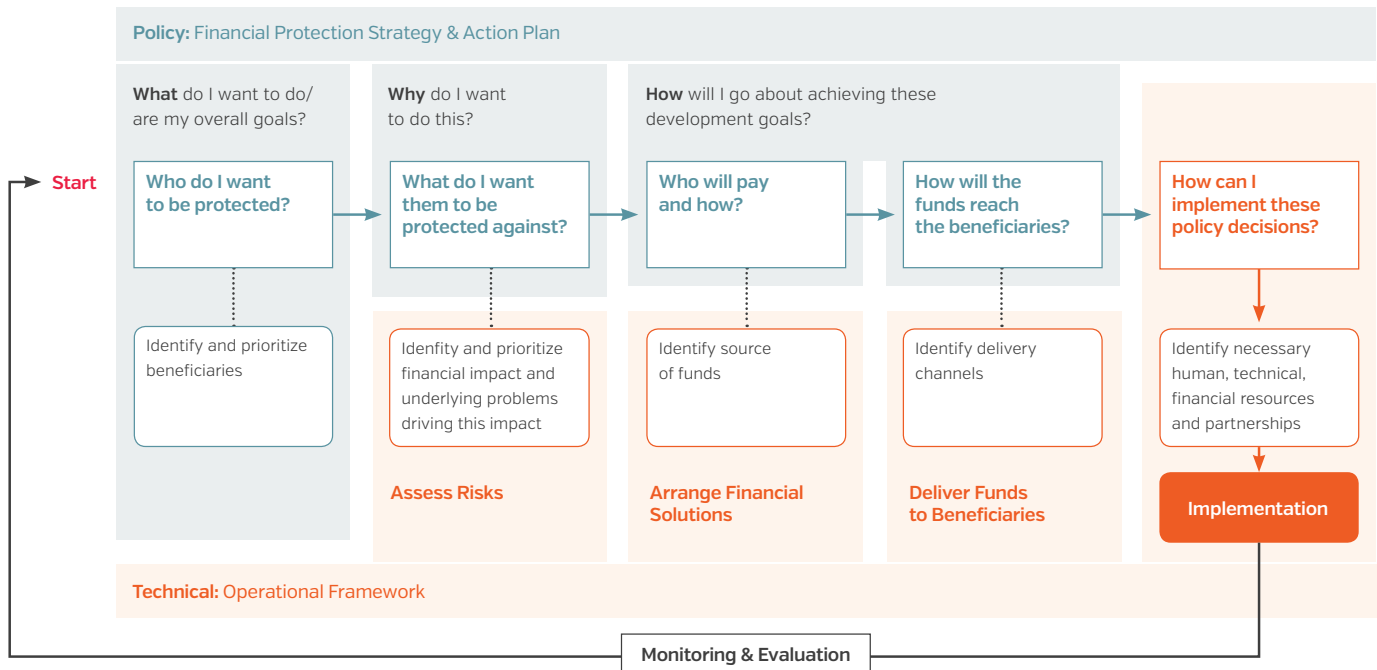 Policy: Financial Protection Strategy & Action Plan
What do I want to do/
are my overall goals?
Why do I want
to do this?
How will I go about achieving these
development goals?
Start
Who do I want
to be protected?
What do I want
them to be
protected against?
Who will pay
and how?
How will the
funds reach
the beneficiaries?
How can I
implement these
policy decisions?
Identify and prioritize
beneficiaries
Idenfity and prioritize
financial impact and
underlying problems
driving this impact
Identify source
of funds
Identify delivery
channels
Identify necessary
human, technical,
financial resources
and partnerships
Assess Risks
Arrange Financial
Solutions
Deliver Funds
to Beneficiaries
Implementation
Technical: Operational Framework
Monitoring & Evaluation